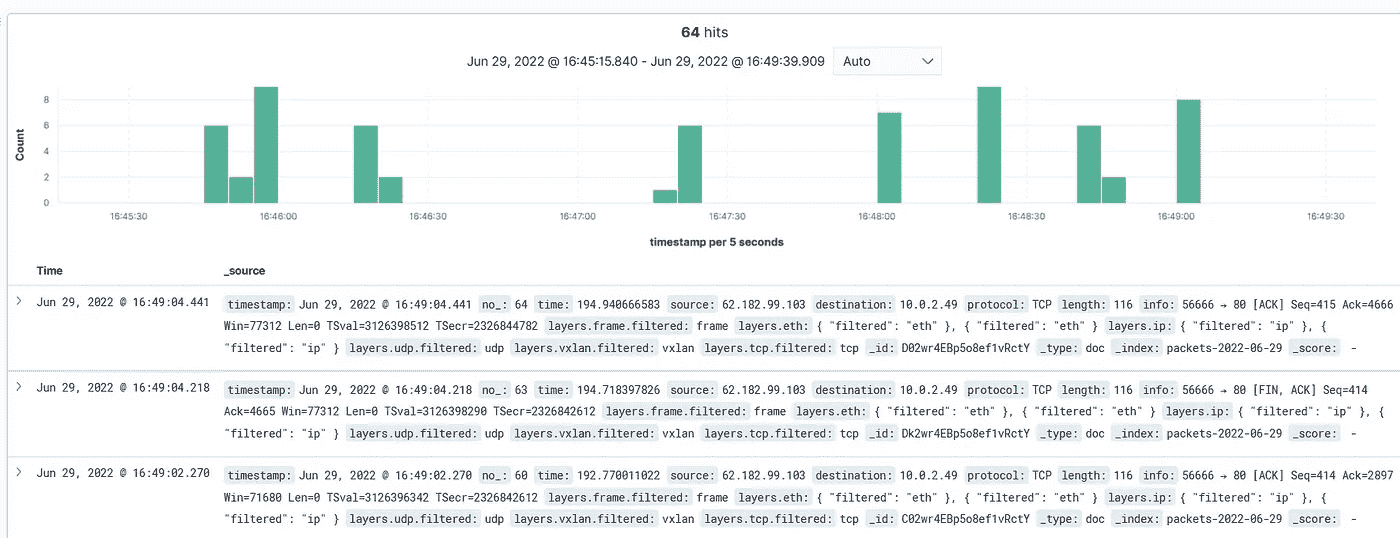 64 hits
Jun 29, 2022 @ 16:45:15.840 - Jun 29, 2022 @ 16:49:39.909 Auto
Count
8
6
4
2
0
16:45:30 16:46:00 16:46:30 16:47:00 16:47:30 16:48:00 16:48:30 16:49:00 16:49:30
timestamp per 5 seconds
Time _source
Jun 29, 2022 @ 16:49:04.441 timestamp: Jun 29, 2022 @ 16:49:04.441 no_: 64 time: 194.940666583 source: 62.182.99.103 destination: 10.0.2.49 protocol: TCP length: 116 info: 56666 → 80 [ACK] Seq=415 Ack=4666
Win=77312 Len=0 TSval=3126398512 TSecr=2326844782 layers.frame.filtered: frame layers.eth: { "filtered": "eth" }, { "filtered": "eth" } layers.ip: { "filtered": "ip" }, {
"filtered": "ip" } layers.udp.filtered: udp layers.vxlan.filtered: vxlan layers.tcp.filtered: tcp _id: D02wr4EBp5o8ef1vRctY _type: doc _index: packets-2022-06-29 _score: -
Jun 29, 2022 @ 16:49:04.218 timestamp: Jun 29, 2022 @ 16:49:04.218 no_: 63 time: 194.718397826 source: 62.182.99.103 destination: 10.0.2.49 protocol: TCP length: 116 info: 56666 → 80 [FIN, ACK] Seq=414
Ack=4665 Win=77312 Len=0 TSval=3126398290 TSecr=2326842612 layers.frame.filtered: frame layers.eth: { "filtered": "eth" }, { "filtered": "eth" } layers.ip: { "filtered": "ip" }, {
"filtered": "ip" } layers.udp.filtered: udp layers.vxlan.filtered: vxlan layers.tcp.filtered: tcp _id: Dk2wr4EBp5o8ef1vRctY _type: doc _index: packets-2022-06-29 _score: -
Jun 29, 2022 @ 16:49:02.270 timestamp: Jun 29, 2022 @ 16:49:02.270 no_: 60 time: 192.770011022 source: 62.182.99.103 destination: 10.0.2.49 protocol: TCP length: 116 info: 56666 → 80 [ACK] Seq=414 Ack=2897
Win=71680 Len=0 TSval=3126396342 TSecr=2326842612 layers.frame.filtered: frame layers.eth: { "filtered": "eth" }, { "filtered": "eth" } layers.ip: { "filtered": "ip" }, {
"filtered": "ip" } layers.udp.filtered: udp layers.vxlan.filtered: vxlan layers.tcp.filtered: tcp _id: C02wr4EBp5o8ef1vRctY _type: doc _index: packets-2022-06-29 _score: -